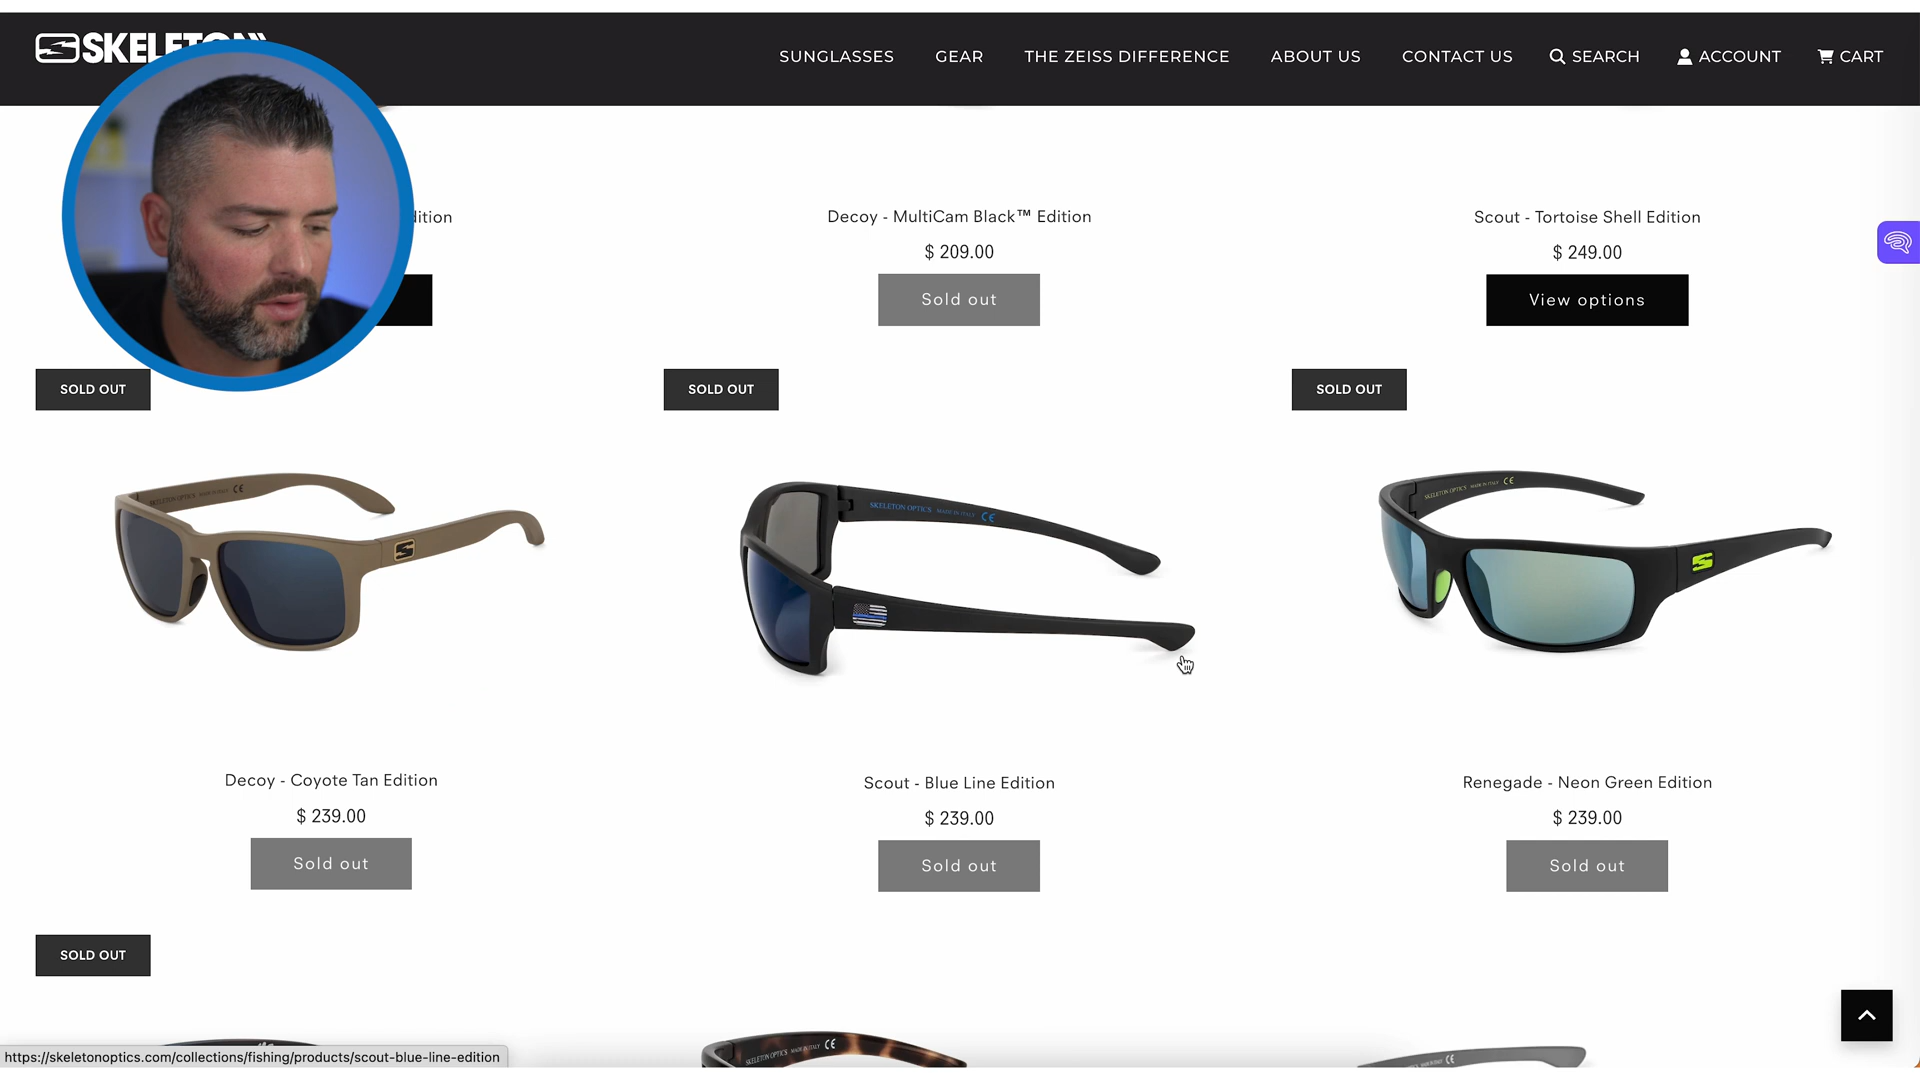 SKELETON
SUNGLASSES
GEAR
THE ZEISS DIFFERENCE
ABOUT US
CONTACT US
SEARCH
ACCOUNT
CART
dition
Decoy - MultiCam Black™ Edition
$ 209.00
Sold out
Scout - Tortoise Shell Edition
$ 249.00
View options
SOLD OUT
SOLD OUT
SOLD OUT
SKELETON OPTICS MADE IN ITALY CE
SKELETON OPTICS MADE IN ITALY CE
SKELETON OPTICS MADE IN ITALY CE
Decoy - Coyote Tan Edition
$ 239.00
Sold out
Scout - Blue Line Edition
$ 239.00
Sold out
Renegade - Neon Green Edition
$ 239.00
Sold out
SOLD OUT
SKELETON OPTICS MADE IN ITALY CE
CE
https://skeletonoptics.com/collections/fishing/products/scout-blue-line-edition